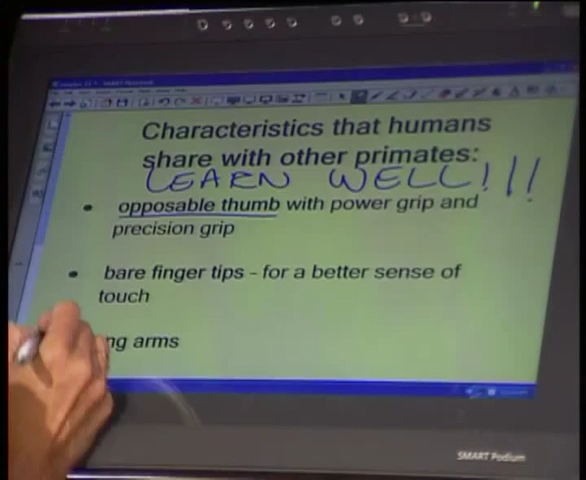 Characteristics that humans
share with other primates:
LEARN WELL!!!
• opposable thumb with power grip and
precision grip
• bare finger tips - for a better sense of
touch
ng arms
SMART Podium